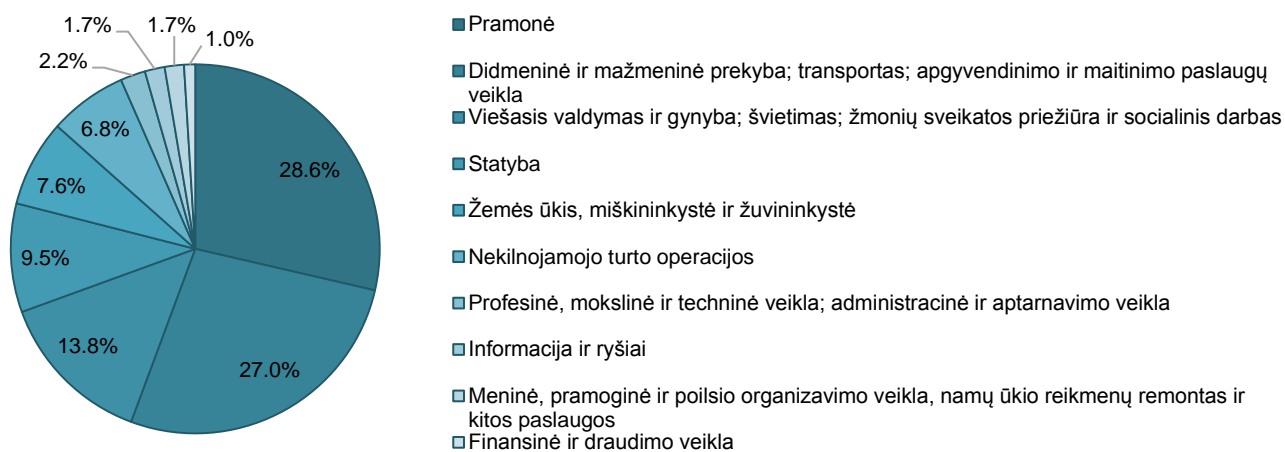 1.7%
1.7%
1.0%
2.2%
6.8%
7.6%
9.5%
13.8%
27.0%
28.6%
Pramonė
Didmeninė ir mažmeninė prekyba; transportas; apgyvendinimo ir maitinimo paslaugų
veikla
Viešasis valdymas ir gynyba; švietimas; žmonių sveikatos priežiūra ir socialinis darbas
Statyba
Žemės ūkis, miškininkystė ir žuvininkystė
Nekilnojamojo turto operacijos
Profesinė, mokslinė ir techninė veikla; administracinė ir aptarnavimo veikla
Informacija ir ryšiai
Meninė, pramoginė ir poilsio organizavimo veikla, namų ūkio reikmenų remontas ir
kitos paslaugos
Finansinė ir draudimo veikla